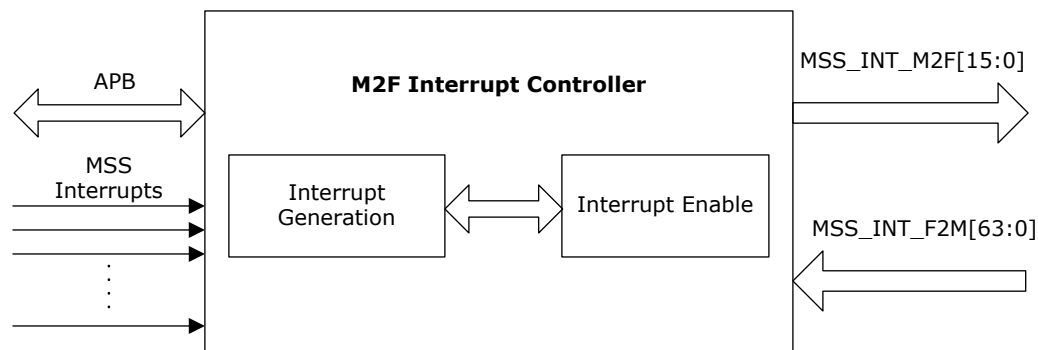 APB
M2F Interrupt Controller
MSS_INT_M2F[15:0]
MSS
Interrupts
Interrupt
Generation
Interrupt Enable
MSS_INT_F2M[63:0]